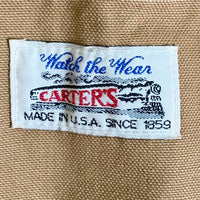 Watch the Wear
CARTER'S
MADE IN U.S.A. SINCE 1859